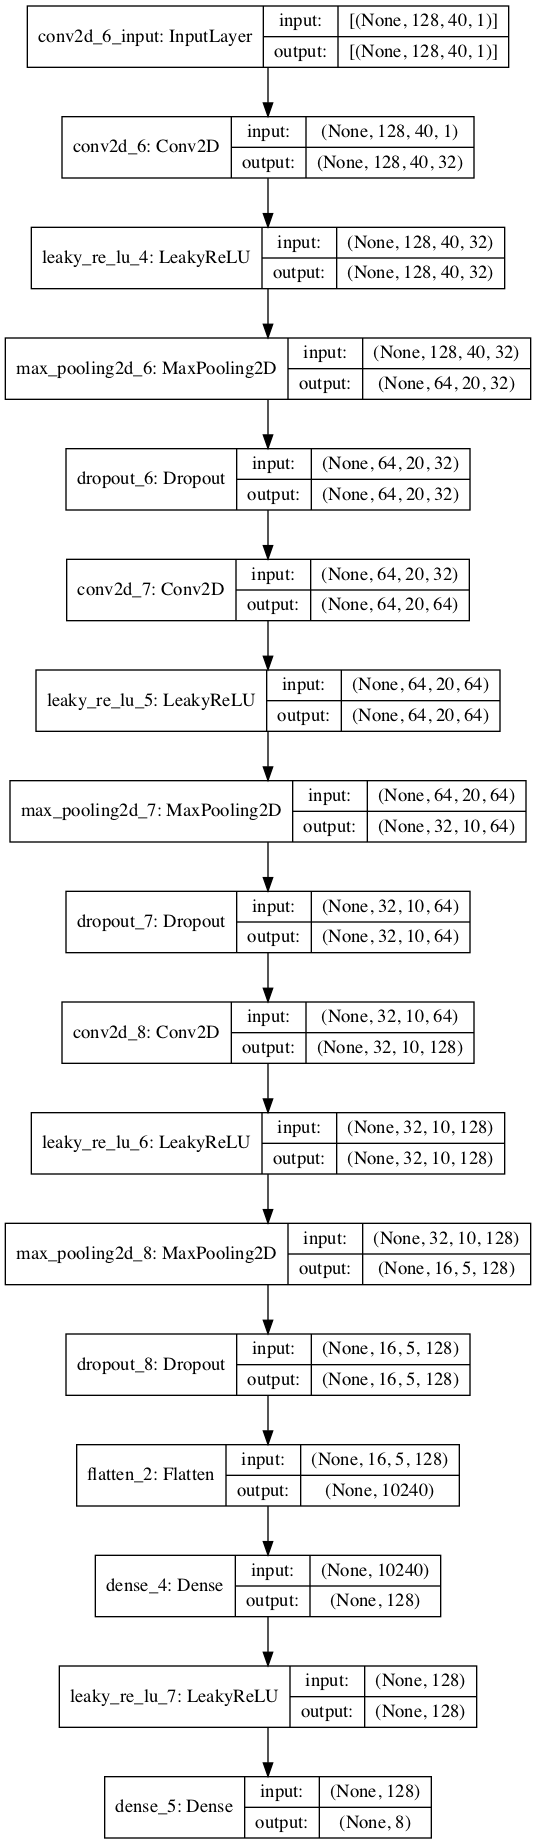 conv2d_6_input: InputLayer
input: [(None, 128, 40, 1)]
output: [(None, 128, 40, 1)]
conv2d_6: Conv2D
input: (None, 128, 40, 1)
output: (None, 128, 40, 32)
leaky_re_lu_4: LeakyReLU
input: (None, 128, 40, 32)
output: (None, 128, 40, 32)
max_pooling2d_6: MaxPooling2D
input: (None, 128, 40, 32)
output: (None, 64, 20, 32)
dropout_6: Dropout
input: (None, 64, 20, 32)
output: (None, 64, 20, 32)
conv2d_7: Conv2D
input: (None, 64, 20, 32)
output: (None, 64, 20, 64)
leaky_re_lu_5: LeakyReLU
input: (None, 64, 20, 64)
output: (None, 64, 20, 64)
max_pooling2d_7: MaxPooling2D
input: (None, 64, 20, 64)
output: (None, 32, 10, 64)
dropout_7: Dropout
input: (None, 32, 10, 64)
output: (None, 32, 10, 64)
conv2d_8: Conv2D
input: (None, 32, 10, 64)
output: (None, 32, 10, 128)
leaky_re_lu_6: LeakyReLU
input: (None, 32, 10, 128)
output: (None, 32, 10, 128)
max_pooling2d_8: MaxPooling2D
input: (None, 32, 10, 128)
output: (None, 16, 5, 128)
dropout_8: Dropout
input: (None, 16, 5, 128)
output: (None, 16, 5, 128)
flatten_2: Flatten
input: (None, 16, 5, 128)
output: (None, 10240)
dense_4: Dense
input: (None, 10240)
output: (None, 128)
leaky_re_lu_7: LeakyReLU
input: (None, 128)
output: (None, 128)
dense_5: Dense
input: (None, 128)
output: (None, 8)